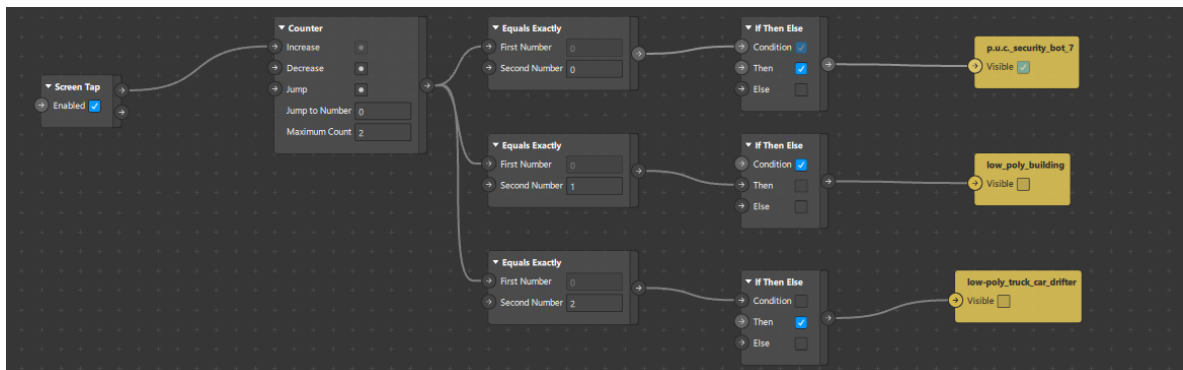 Screen Tap
Enabled
Counter
Increase
Decrease
Jump
Jump to Number 0
Maximum Count 2
Equals Exactly
First Number 0
Second Number 0
If Then Else
Condition
Then
Else
p.u.c._security_bot_7
Visible
Equals Exactly
First Number 0
Second Number 1
If Then Else
Condition
Then
Else
low_poly_building
Visible
Equals Exactly
First Number 0
Second Number 2
If Then Else
Condition
Then
Else
low-poly_truck_car_drifter
Visible